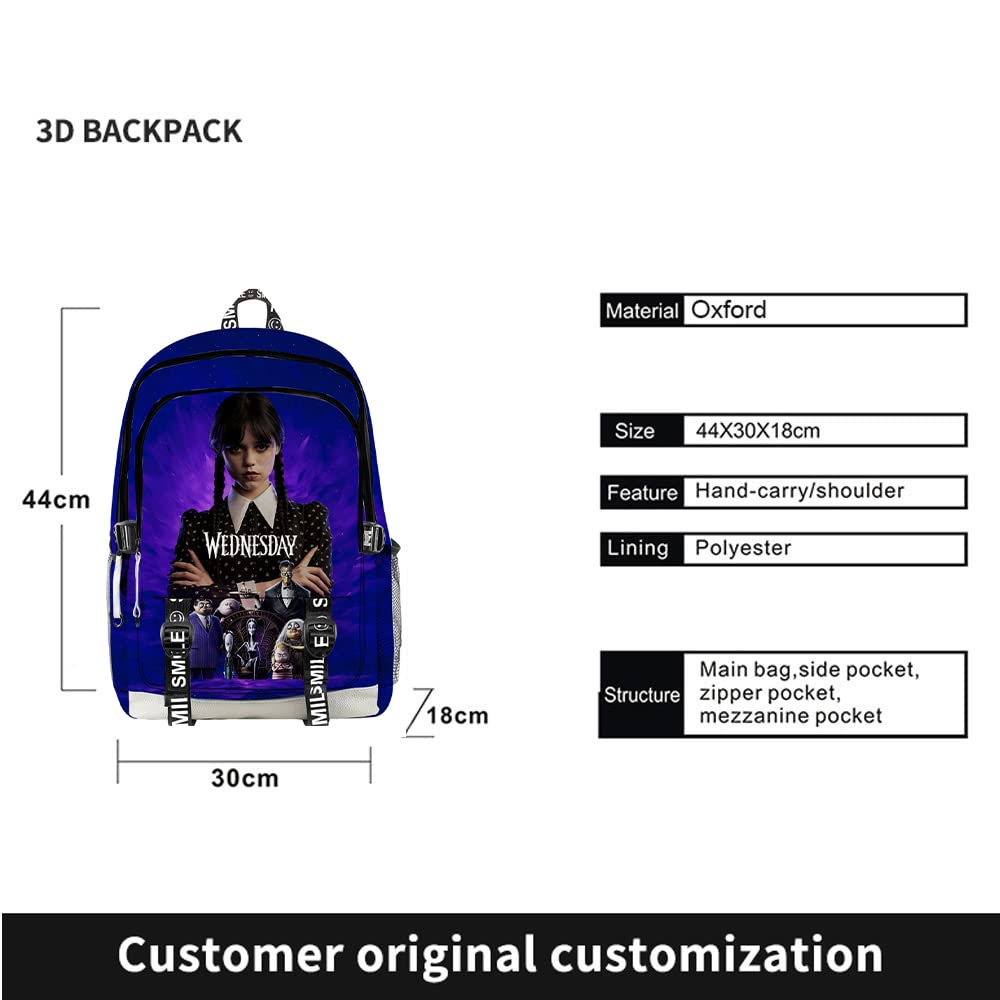 3D BACKPACK
Material Oxford
Size 44X30X18cm
Feature Hand-carry/shoulder
Lining Polyester
Structure Main bag,side pocket,
zipper pocket,
mezzanine pocket
44cm
WEDNESDAY
SMILE
SMILE
18cm
30cm
Customer original customization